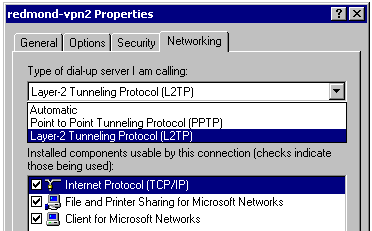 redmond-vpn2 Properties
General Options Security Networking
Type of dial-up server I am calling:
Layer-2 Tunneling Protocol (L2TP)
Automatic
Point to Point Tunneling Protocol (PPTP)
Layer-2 Tunneling Protocol (L2TP)
Installed components usable by this connection (checks indicate
those being used):
Internet Protocol (TCP/IP)
File and Printer Sharing for Microsoft Networks
Client for Microsoft Networks